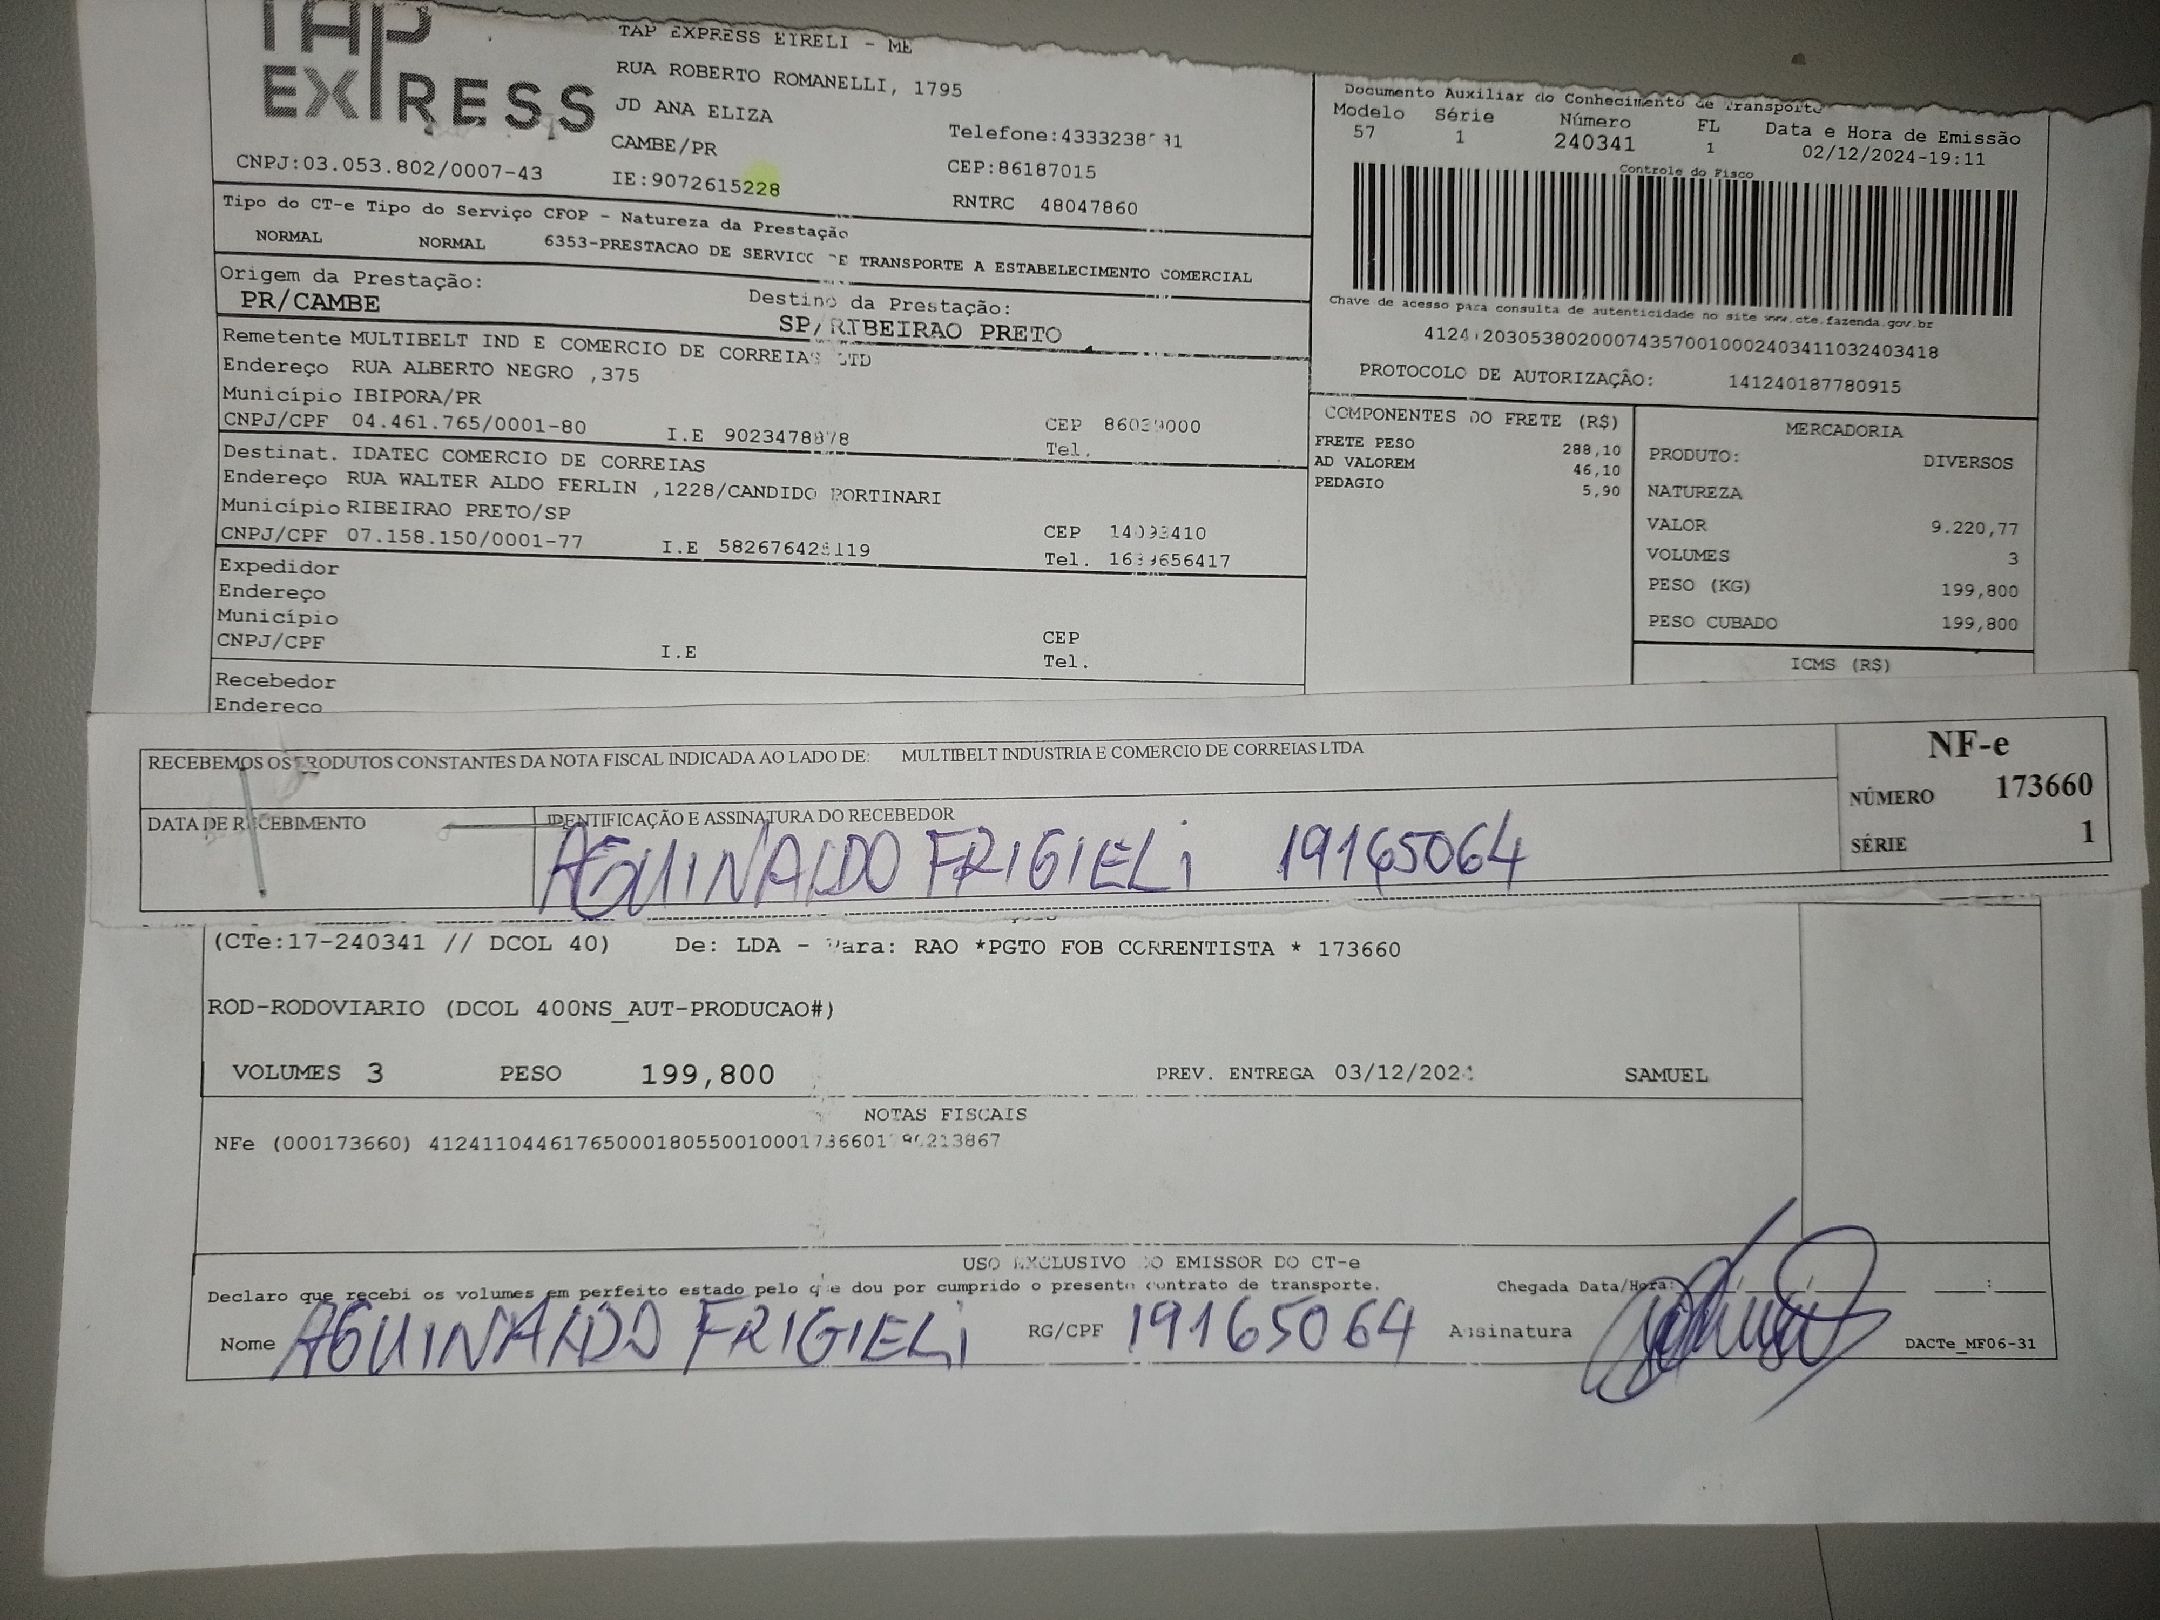 TAP
EXPRESS
TAP EXPRESS EIRELI - ME
RUA ROBERTO ROMANELLI, 1795
JD ANA ELIZA
CAMBE/PR
CEP:86187015
CNPJ:03.053.802/0007-43
IE:9072615228
RNTRC 48047860
Documento Auxiliar do Conhecimento de Transporte
Modelo Série Número FL Data e Hora de Emissão
57 1 240341 1 02/12/2024-19:11
Controle do Fisco
Chave de acesso para consulta de autenticidade no site www.cte.fazenda.gov.br
PROTOCOLO DE AUTORIZAÇÃO: 141240187780915
Tipo do CT-e Tipo do Serviço CFOP - Natureza da Prestação
NORMAL NORMAL 6353-PRESTACAO DE SERVICO DE TRANSPORTE A ESTABELECIMENTO COMERCIAL
Origem da Prestação: Destino da Prestação:
PR/CAMBE SP/RIBEIRAO PRETO
Remetente MULTIBELT IND E COMERCIO DE CORREIAS LTD
Endereço RUA ALBERTO NEGRO ,375
Município IBIPORA/PR
CNPJ/CPF 04.461.765/0001-80 I.E 9023478878 CEP
Tel.
Destinat. IDATEC COMERCIO DE CORREIAS
Endereço RUA WALTER ALDO FERLIN ,1228/CANDIDO PORTINARI
Município RIBEIRAO PRETO/SP
CNPJ/CPF 07.158.150/0001-77 I.E CEP
Tel.
Expedidor
Endereço
Município
CNPJ/CPF I.E CEP
Tel.
Recebedor
Endereço
COMPONENTES DO FRETE (R$)
FRETE PESO 288,10
AD VALOREM 46,10
PEDAGIO 5,90
MERCADORIA
PRODUTO: DIVERSOS
NATUREZA
VALOR 9.220,77
VOLUMES 3
PESO (KG) 199,800
PESO CUBADO 199,800
ICMS (R$)
RECEBEMOS OS PRODUTOS CONSTANTES DA NOTA FISCAL INDICADA AO LADO DE: MULTIBELT INDUSTRIA E COMERCIO DE CORREIAS LTDA
DATA DE RECEBIMENTO IDENTIFICAÇÃO E ASSINATURA DO RECEBEDOR
AGUINALDO FRIGIELi 19165064
NF-e
NÚMERO 173660
SÉRIE 1
(CTe:17-240341 // DCOL 40) De: LDA - Para: RAO *PGTO FOB CORRENTISTA * 173660
ROD-RODOVIARIO (DCOL 400NS_AUT-PRODUCAO#)
VOLUMES 3 PESO 199,800 PREV. ENTREGA 03/12/2024 SAMUEL
NOTAS FISCAIS
NFe (000173660)
USO EXCLUSIVO DO EMISSOR DO CT-e
Declaro que recebi os volumes em perfeito estado pelo que dou por cumprido o presente contrato de transporte. Chegada Data/Hora:
Nome AGUINALDO FRIGIELi RG/CPF 19165064 Assinatura
DACTe_MF06-31